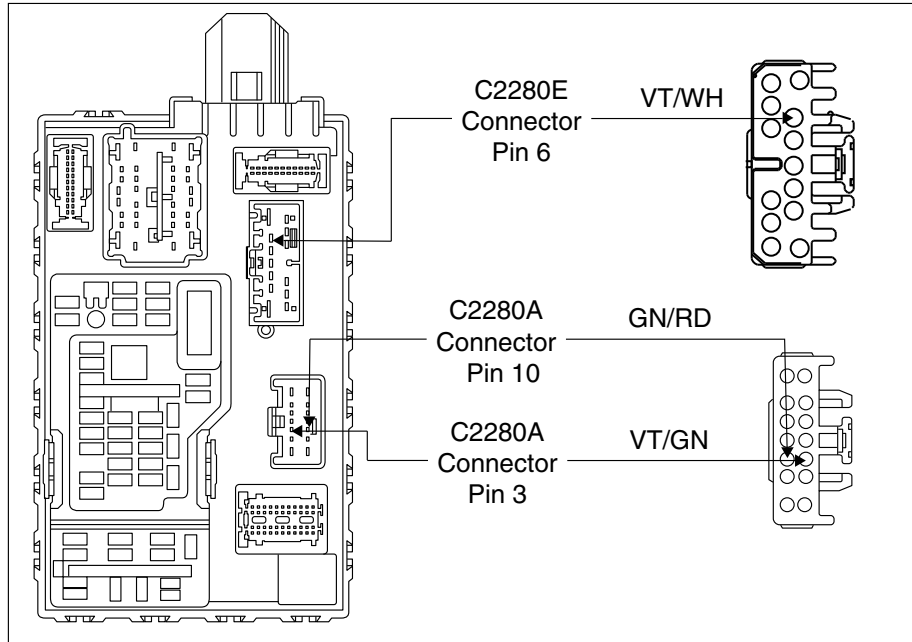 C2280E
Connector
Pin 6
VT/WH
C2280A
Connector
Pin 10
GN/RD
C2280A
Connector
Pin 3
VT/GN